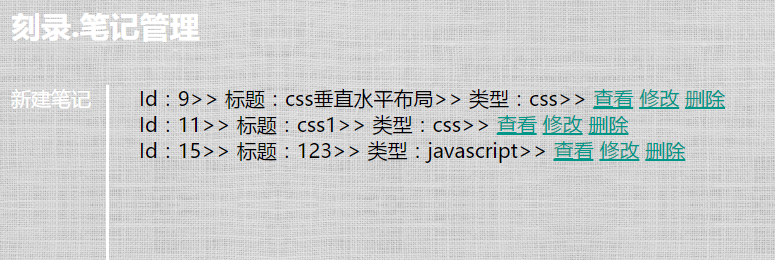 刻录.笔记管理
新建笔记
Id：9>> 标题：css垂直水平布局>> 类型：css>> 查看 修改 删除
Id：11>> 标题：css1>> 类型：css>> 查看 修改 删除
Id：15>> 标题：123>> 类型：javascript>> 查看 修改 删除